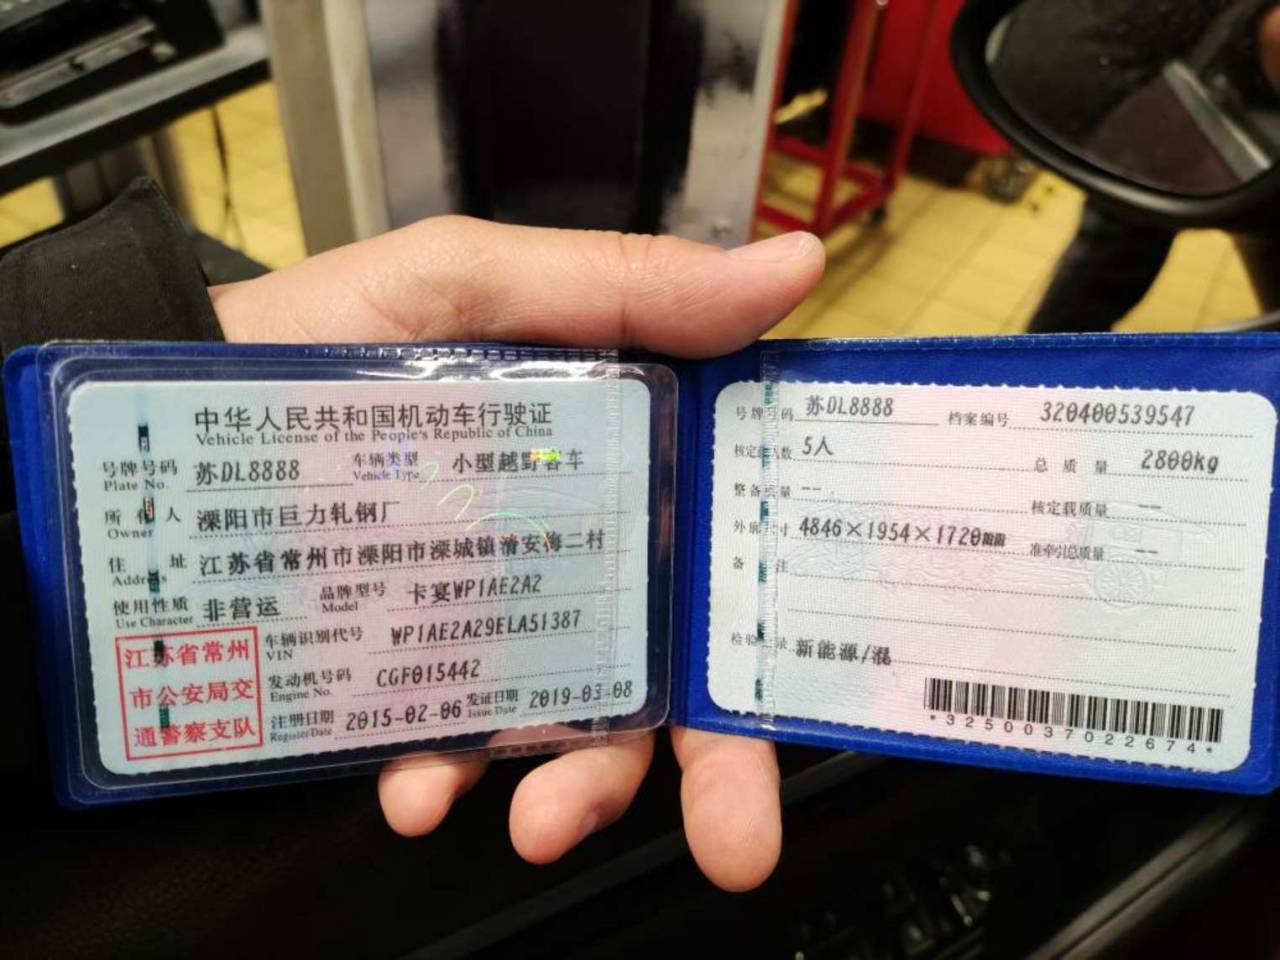 中华人民共和国机动车行驶证
Vehicle License of the People's Republic of China
号牌号码 苏DL8888 车辆类型 小型越野客车
Plate No. Vehicle Type
所有人 溧阳市巨力轧钢厂
Owner
住址 江苏省常州市溧阳市溧城镇清安海二村
Address
使用性质 非营运 品牌型号 卡宴WP1AE2A2
Use Character Model
江苏省常州
市公安局交
通警察支队
车辆识别代号 WP1AE2A29ELA51387
VIN
发动机号码 CGF015442
Engine No.
注册日期 2015-02-06 发证日期 2019-03-08
Register Date Issue Date
号牌号码 苏DL8888 档案编号 320400539547
核定载人数 5人 总质量 2800kg
整备质量 -- 核定载质量 --
外廓尺寸 4846×1954×1720mm 准牵引总质量 --
备注
检验记录 新能源/混
*3250037022674*